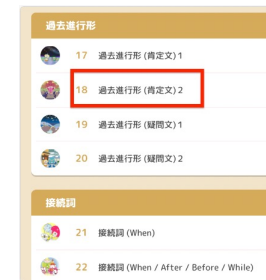 過去進行形
17 過去進行形 (肯定文) 1
18 過去進行形 (肯定文) 2
19 過去進行形 (疑問文) 1
20 過去進行形 (疑問文) 2
接続詞
21 接続詞 (When)
22 接続詞 (When / After / Before / While)